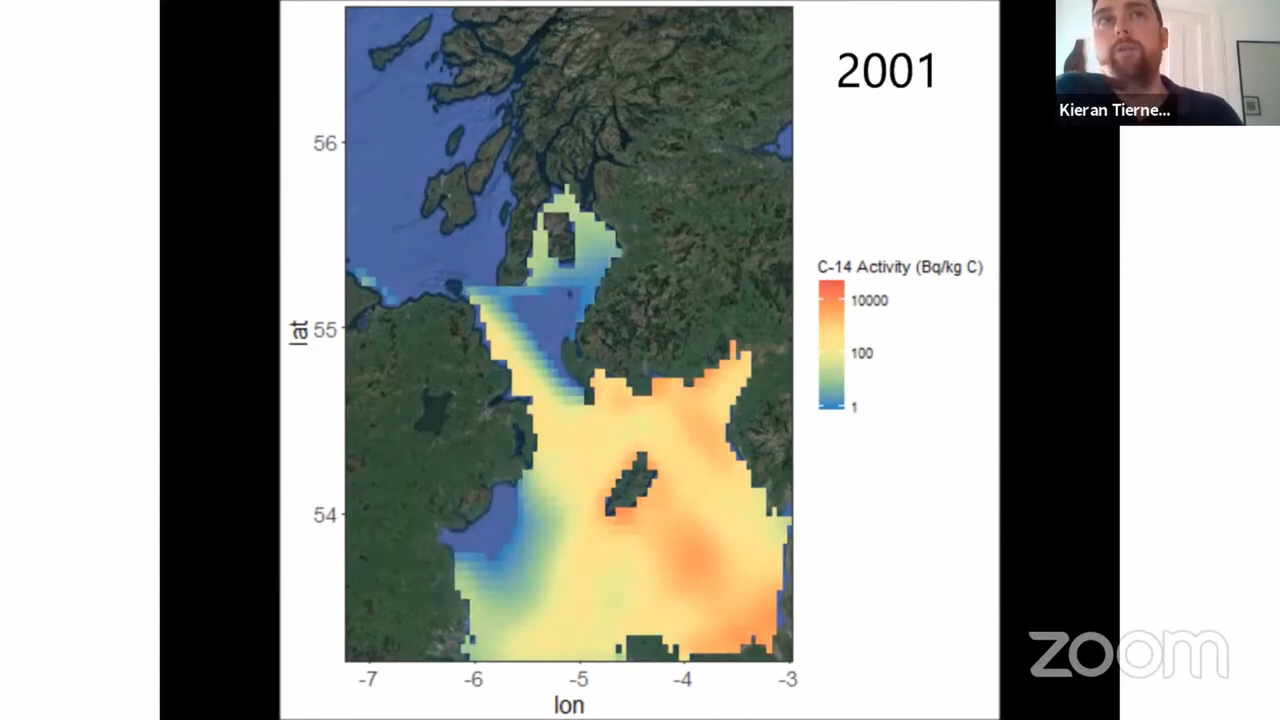 2001
Kieran Tierne...
56
55
54
lat
-7
-6
-5
-4
-3
lon
C-14 Activity (Bq/kg C)
10000
100
1
zoom